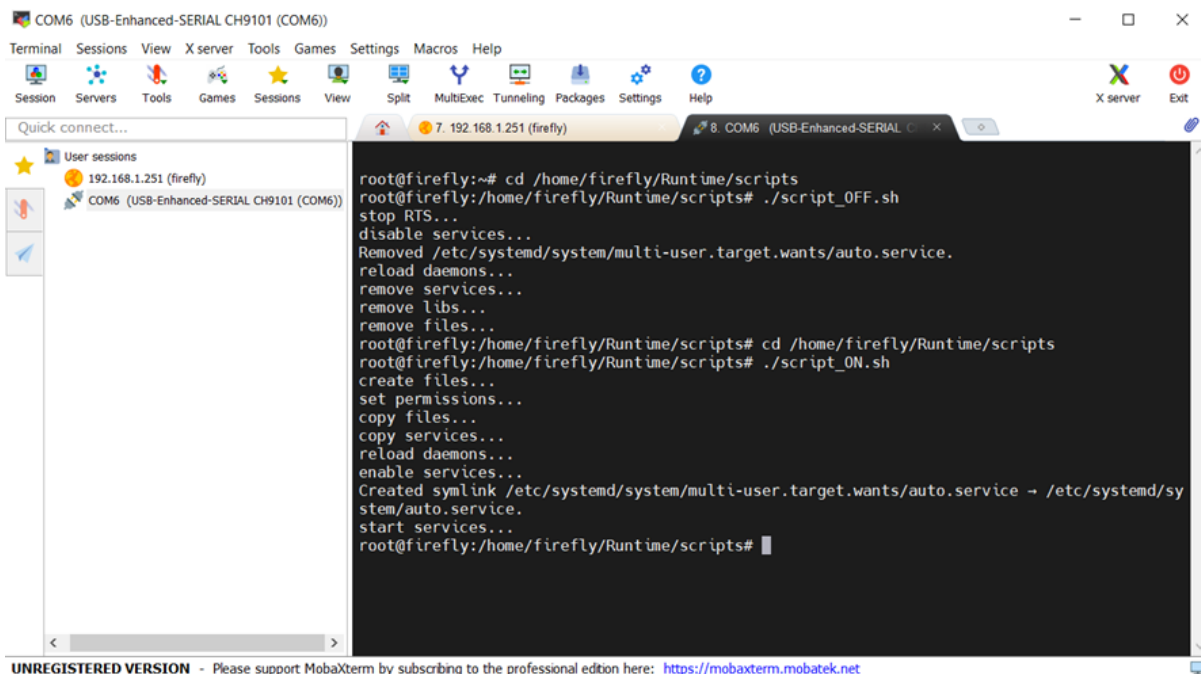 COM6 (USB-Enhanced-SERIAL CH9101 (COM6))
Terminal Sessions View X server Tools Games Settings Macros Help
Session Servers Tools Games Sessions View Split MultiExec Tunneling Packages Settings Help X server Exit
Quick connect...
7. 192.168.1.251 (firefly)
8. COM6 (USB-Enhanced-SERIAL
User sessions
192.168.1.251 (firefly)
COM6 (USB-Enhanced-SERIAL CH9101 (COM6))
root@firefly:~# cd /home/firefly/Runtime/scripts
root@firefly:/home/firefly/Runtime/scripts# ./script_OFF.sh
stop RTS...
disable services...
Removed /etc/systemd/system/multi-user.target.wants/auto.service.
reload daemons...
remove services...
remove libs...
remove files...
root@firefly:/home/firefly/Runtime/scripts# cd /home/firefly/Runtime/scripts
root@firefly:/home/firefly/Runtime/scripts# ./script_ON.sh
create files...
set permissions...
copy files...
copy services...
reload daemons...
enable services...
Created symlink /etc/systemd/system/multi-user.target.wants/auto.service → /etc/systemd/sy
stem/auto.service.
start services...
root@firefly:/home/firefly/Runtime/scripts#
UNREGISTERED VERSION - Please support MobaXterm by subscribing to the professional edition here: https://mobaxterm.mobatek.net